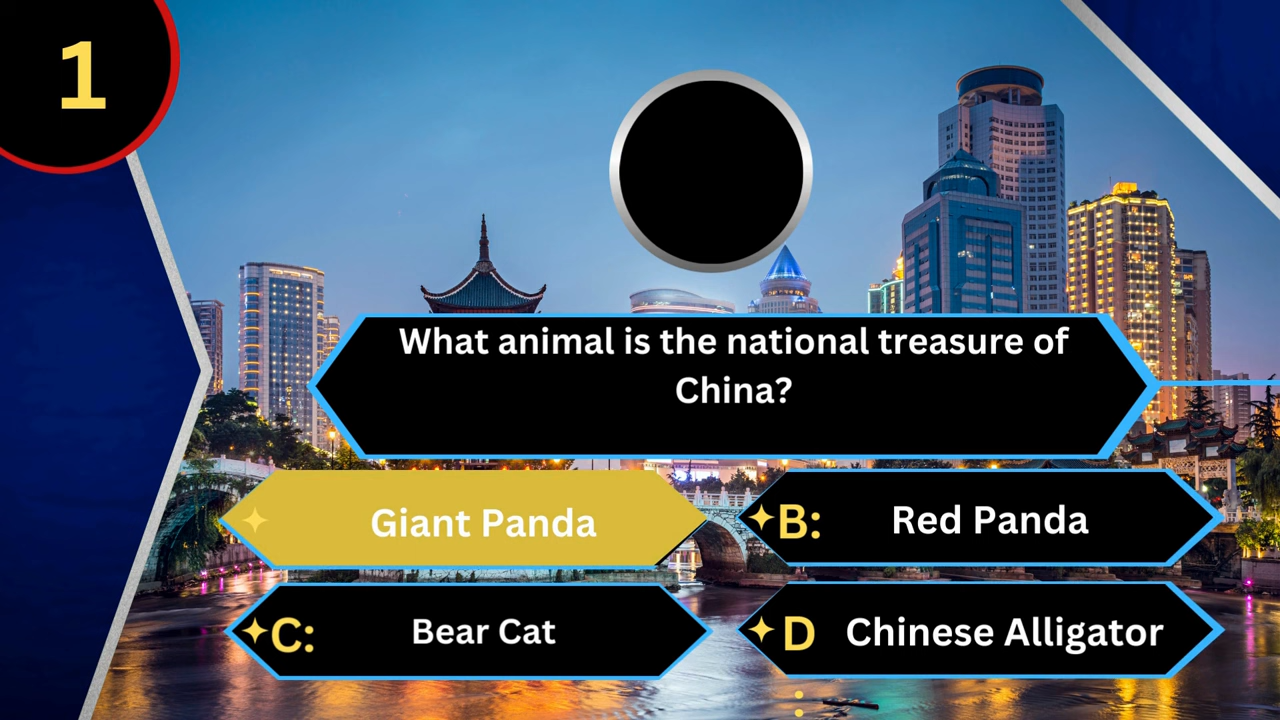 1
What animal is the national treasure of
China?
Giant Panda
B: Red Panda
C: Bear Cat
D Chinese Alligator